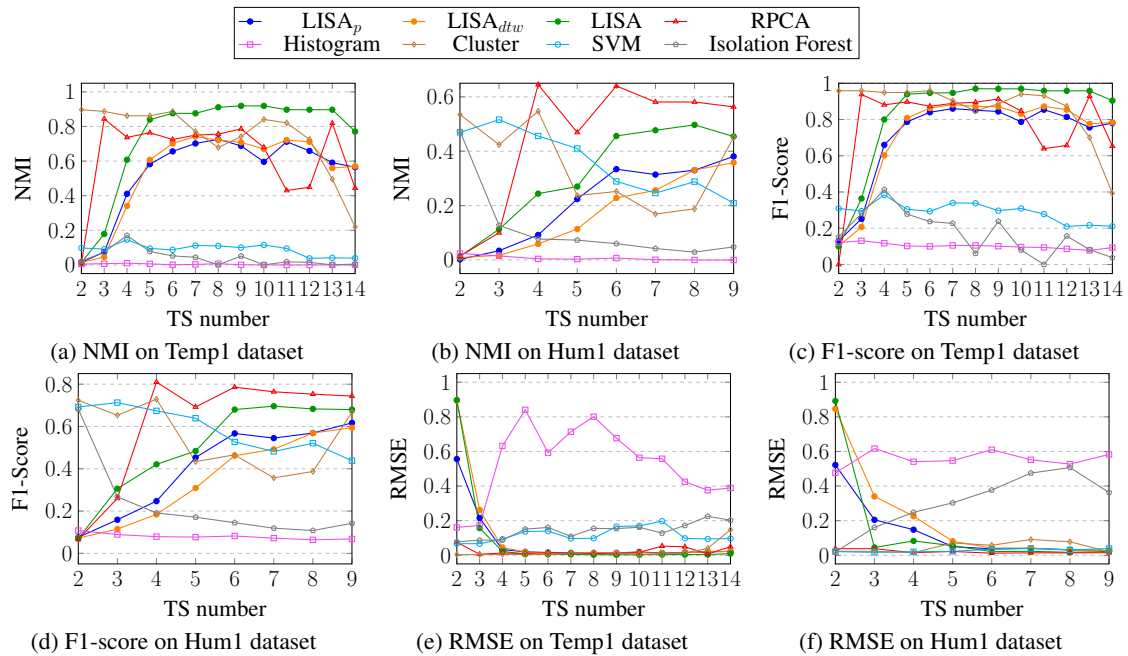 LISAp LISAdtw LISA RPCA
Histogram Cluster SVM Isolation Forest
NMI
1
0.8
0.6
0.4
0.2
0
2 3 4 5 6 7 8 9 10 11 12 13 14
TS number
(a) NMI on Temp1 dataset
NMI
0.6
0.4
0.2
0
2 3 4 5 6 7 8 9
TS number
(b) NMI on Hum1 dataset
F1-Score
1
0.8
0.6
0.4
0.2
0
2 3 4 5 6 7 8 9 10 11 12 13 14
TS number
(c) F1-score on Temp1 dataset
F1-Score
0.8
0.6
0.4
0.2
0
2 3 4 5 6 7 8 9
TS number
(d) F1-score on Hum1 dataset
RMSE
1
0.8
0.6
0.4
0.2
0
2 3 4 5 6 7 8 9 10 11 12 13 14
TS number
(e) RMSE on Temp1 dataset
RMSE
1
0.8
0.6
0.4
0.2
0
2 3 4 5 6 7 8 9
TS number
(f) RMSE on Hum1 dataset